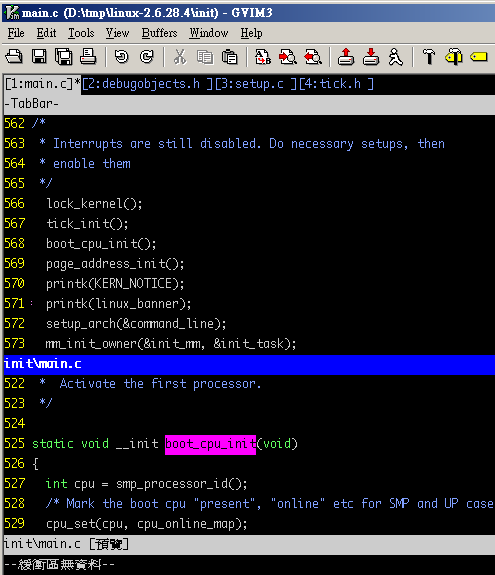 main.c (D:\tmp\linux-2.6.28.4\init) - GVIM3
File Edit Tools View Buffers Window Help
[1:main.c]*[2:debugobjects.h ][3:setup.c ][4:tick.h ]
-TabBar-
562 /*
563  * Interrupts are still disabled. Do necessary setups, then
564  * enable them
565  */
566   lock_kernel();
567   tick_init();
568   boot_cpu_init();
569   page_address_init();
570   printk(KERN_NOTICE);
571   printk(linux_banner);
572   setup_arch(&command_line);
573   mm_init_owner(&init_mm, &init_task);
init\main.c
522  *  Activate the first processor.
523  */
524
525 static void __init boot_cpu_init(void)
526 {
527   int cpu = smp_processor_id();
528   /* Mark the boot cpu "present", "online" etc for SMP and UP case
529   cpu_set(cpu, cpu_online_map);
init\main.c [預覽]
--緩衝區無資料--